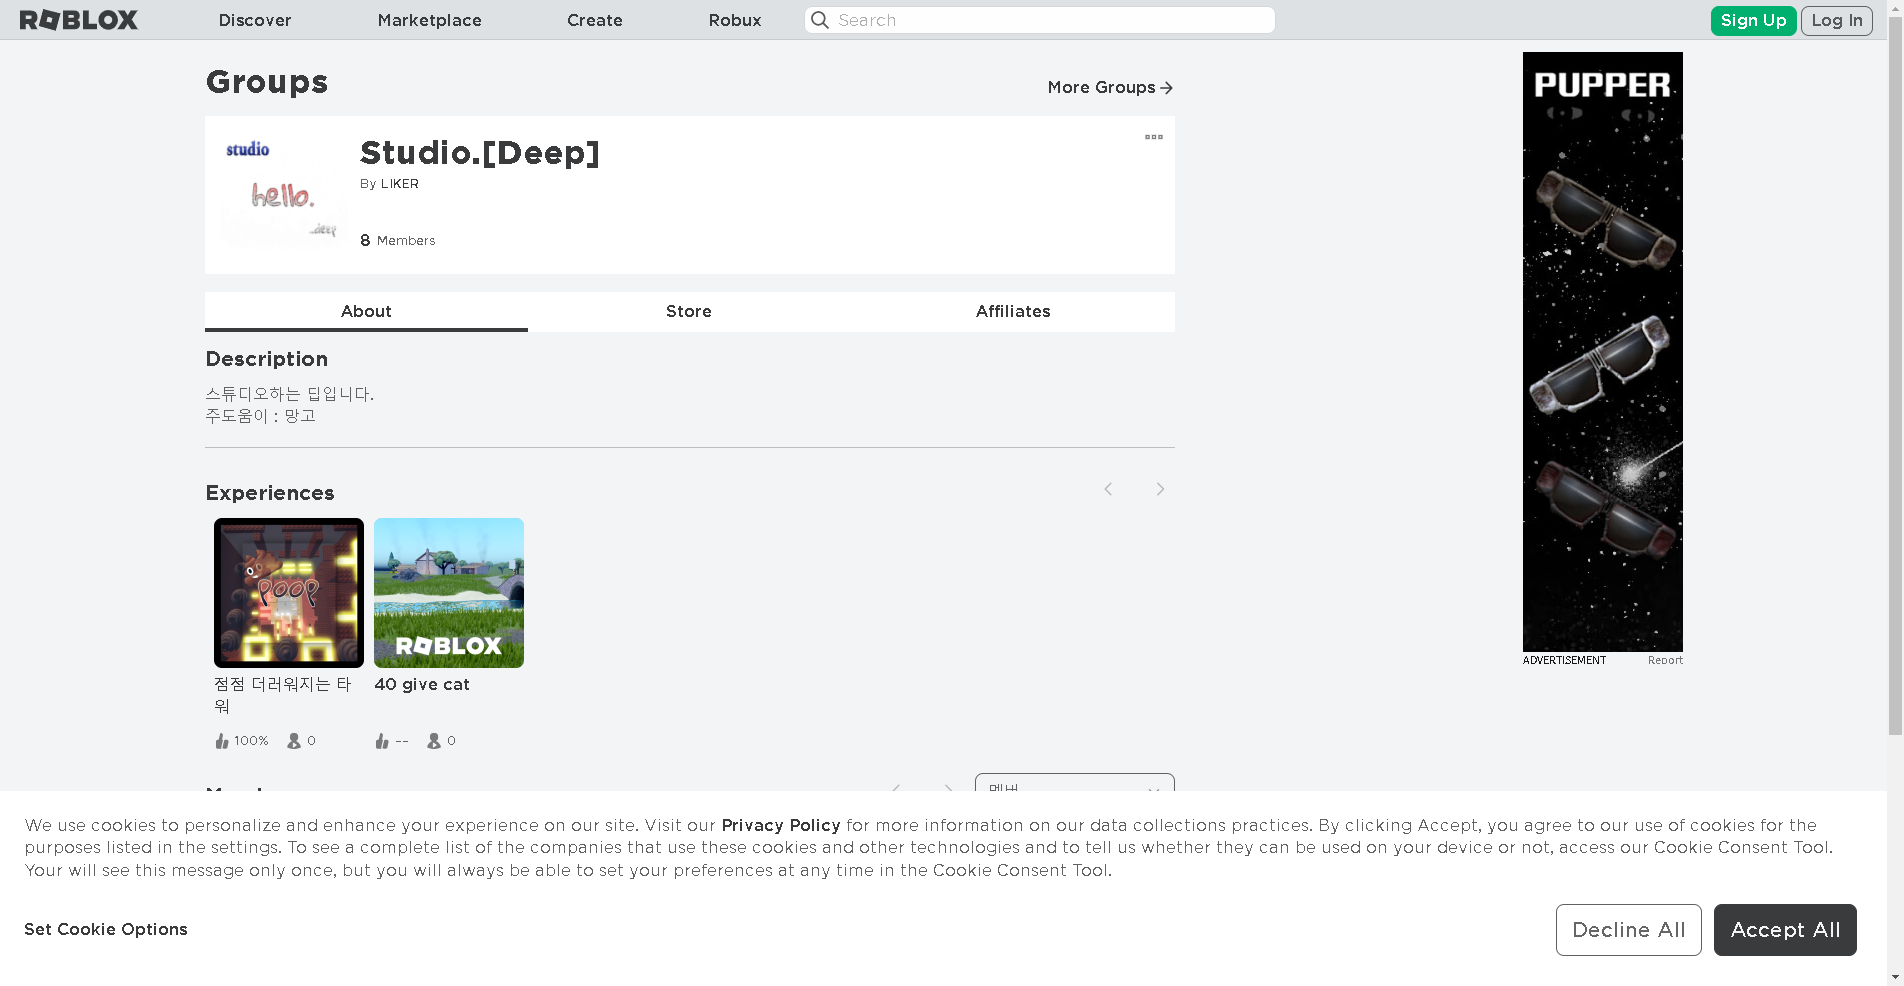 ROBLOX
Discover
Marketplace
Create
Robux
Search
Sign Up
Log In
Groups
More Groups
studio
hello.
deep
Studio.[Deep]
By LIKER
8 Members
About
Store
Affiliates
Description
스튜디오하는 딥입니다.
주도움이 : 망고
Experiences
poop
ROBLOX
점점 더러워지는 타
워
40 give cat
100%
0
--
0
멤버
PUPPER
ADVERTISEMENT
Report
We use cookies to personalize and enhance your experience on our site. Visit our Privacy Policy for more information on our data collections practices. By clicking Accept, you agree to our use of cookies for the
purposes listed in the settings. To see a complete list of the companies that use these cookies and other technologies and to tell us whether they can be used on your device or not, access our Cookie Consent Tool.
Your will see this message only once, but you will always be able to set your preferences at any time in the Cookie Consent Tool.
Set Cookie Options
Decline All
Accept All